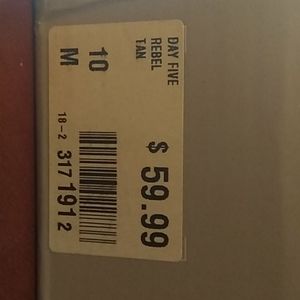 DAY FIVE
REBEL
TAN
10
M
$ 59.99
18-2 3171912